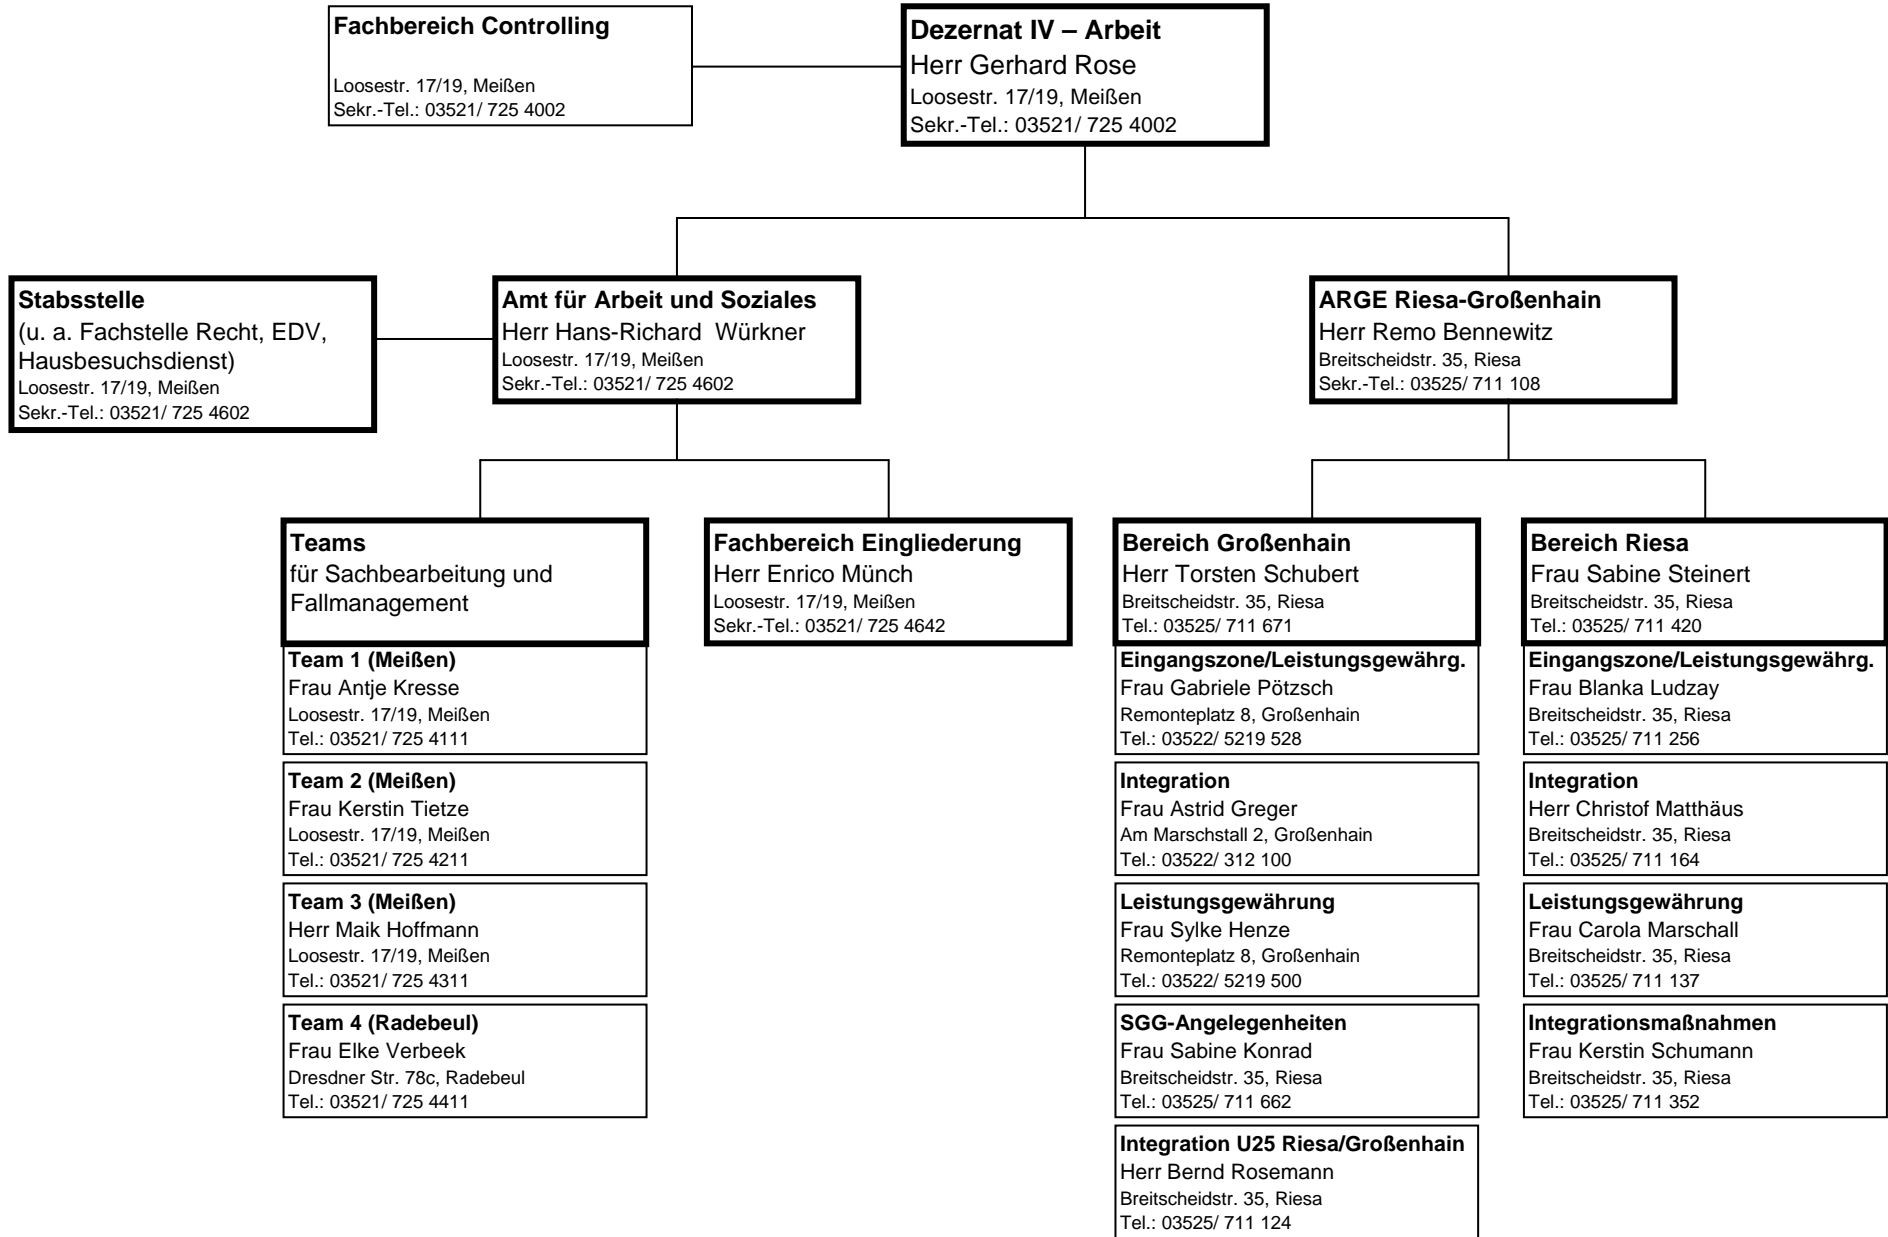 Fachbereich Controlling
Loosestr. 17/19, Meißen
Sekr.-Tel.: 03521/ 725 4002
Dezernat IV – Arbeit
Herr Gerhard Rose
Loosestr. 17/19, Meißen
Sekr.-Tel.: 03521/ 725 4002
Stabsstelle
(u. a. Fachstelle Recht, EDV,
Hausbesuchsdienst)
Loosestr. 17/19, Meißen
Sekr.-Tel.: 03521/ 725 4602
Amt für Arbeit und Soziales
Herr Hans-Richard  Würkner
Loosestr. 17/19, Meißen
Sekr.-Tel.: 03521/ 725 4602
ARGE Riesa-Großenhain
Herr Remo Bennewitz
Breitscheidstr. 35, Riesa
Sekr.-Tel.: 03525/ 711 108
Teams
für Sachbearbeitung und
Fallmanagement
Team 1 (Meißen)
Frau Antje Kresse
Loosestr. 17/19, Meißen
Tel.: 03521/ 725 4111
Team 2 (Meißen)
Frau Kerstin Tietze
Loosestr. 17/19, Meißen
Tel.: 03521/ 725 4211
Team 3 (Meißen)
Herr Maik Hoffmann
Loosestr. 17/19, Meißen
Tel.: 03521/ 725 4311
Team 4 (Radebeul)
Frau Elke Verbeek
Dresdner Str. 78c, Radebeul
Tel.: 03521/ 725 4411
Fachbereich Eingliederung
Herr Enrico Münch
Loosestr. 17/19, Meißen
Sekr.-Tel.: 03521/ 725 4642
Bereich Großenhain
Herr Torsten Schubert
Breitscheidstr. 35, Riesa
Tel.: 03525/ 711 671
Eingangszone/Leistungsgewährg.
Frau Gabriele Pötzsch
Remonteplatz 8, Großenhain
Tel.: 03522/ 5219 528
Integration
Frau Astrid Greger
Am Marschstall 2, Großenhain
Tel.: 03522/ 312 100
Leistungsgewährung
Frau Sylke Henze
Remonteplatz 8, Großenhain
Tel.: 03522/ 5219 500
SGG-Angelegenheiten
Frau Sabine Konrad
Breitscheidstr. 35, Riesa
Tel.: 03525/ 711 662
Integration U25 Riesa/Großenhain
Herr Bernd Rosemann
Breitscheidstr. 35, Riesa
Tel.: 03525/ 711 124
Bereich Riesa
Frau Sabine Steinert
Breitscheidstr. 35, Riesa
Tel.: 03525/ 711 420
Eingangszone/Leistungsgewährg.
Frau Blanka Ludzay
Breitscheidstr. 35, Riesa
Tel.: 03525/ 711 256
Integration
Herr Christof Matthäus
Breitscheidstr. 35, Riesa
Tel.: 03525/ 711 164
Leistungsgewährung
Frau Carola Marschall
Breitscheidstr. 35, Riesa
Tel.: 03525/ 711 137
Integrationsmaßnahmen
Frau Kerstin Schumann
Breitscheidstr. 35, Riesa
Tel.: 03525/ 711 352